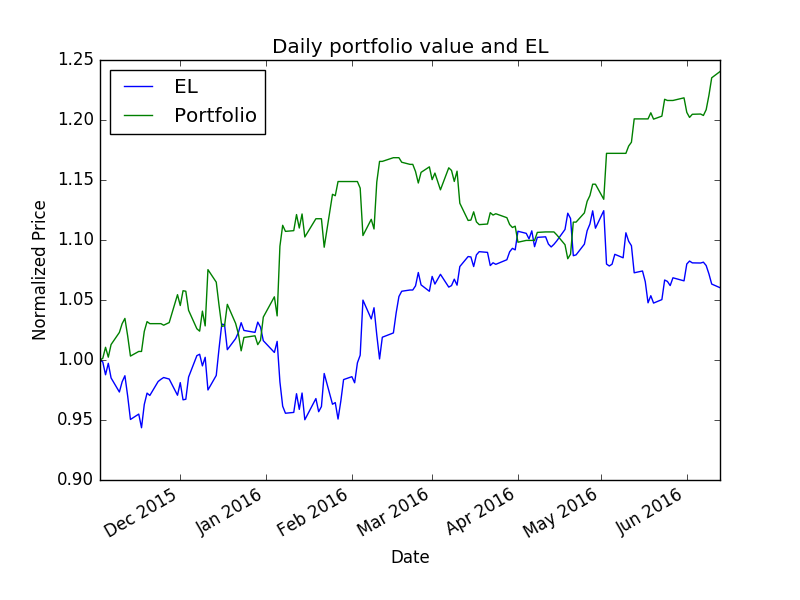 Daily portfolio value and EL
EL
Portfolio
1.25
1.20
1.15
1.10
1.05
1.00
0.95
0.90
Normalized Price
Dec 2015
Jan 2016
Feb 2016
Mar 2016
Apr 2016
May 2016
Jun 2016
Date